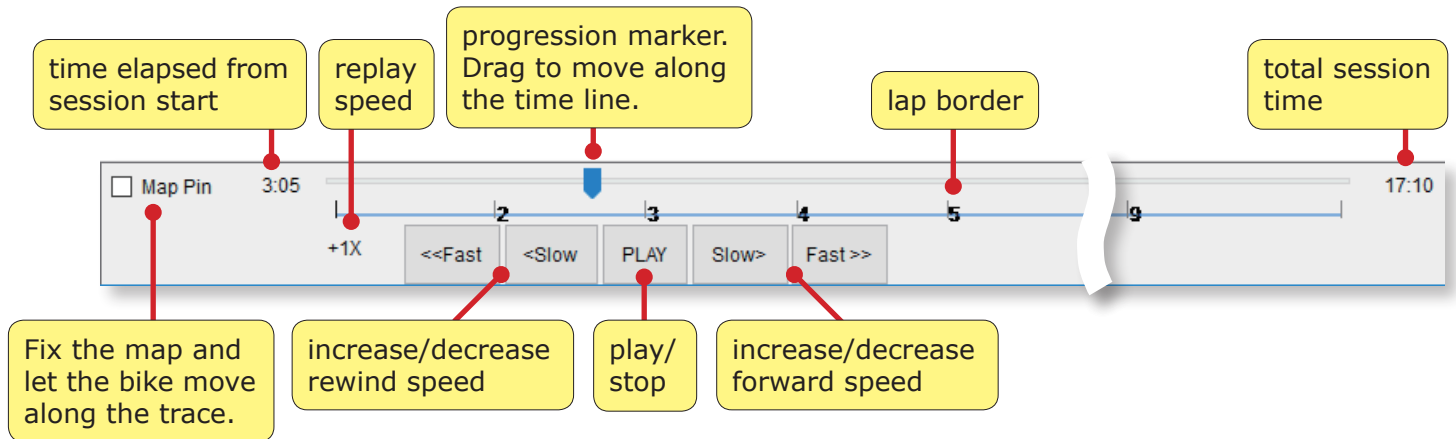 time elapsed from
session start
replay
speed
progression marker.
Drag to move along
the time line.
lap border
total session
time
Map Pin
3:05
17:10
2
3
4
5
9
+1X
<<Fast
<Slow
PLAY
Slow>
Fast >>
Fix the map and
let the bike move
along the trace.
increase/decrease
rewind speed
play/
stop
increase/decrease
forward speed